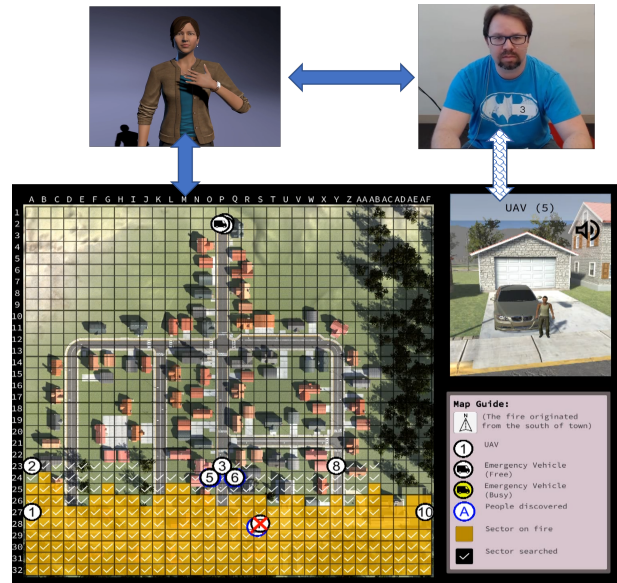 3
A B C D E F G H I J K L M N O P Q R S T U V W X Y Z AA AB AC AD AE AF
1
2
3
4
5
6
7
8
9
10
11
12
13
14
15
16
17
18
19
20
21
22
23
24
25
26
27
28
29
30
31
32
2 3 8
5 6
1 10
UAV (5)
Map Guide:
N
(The fire originated
from the south of town)
1
UAV
Emergency Vehicle
(Free)
Emergency Vehicle
(Busy)
A
People discovered
Sector on fire
Sector searched